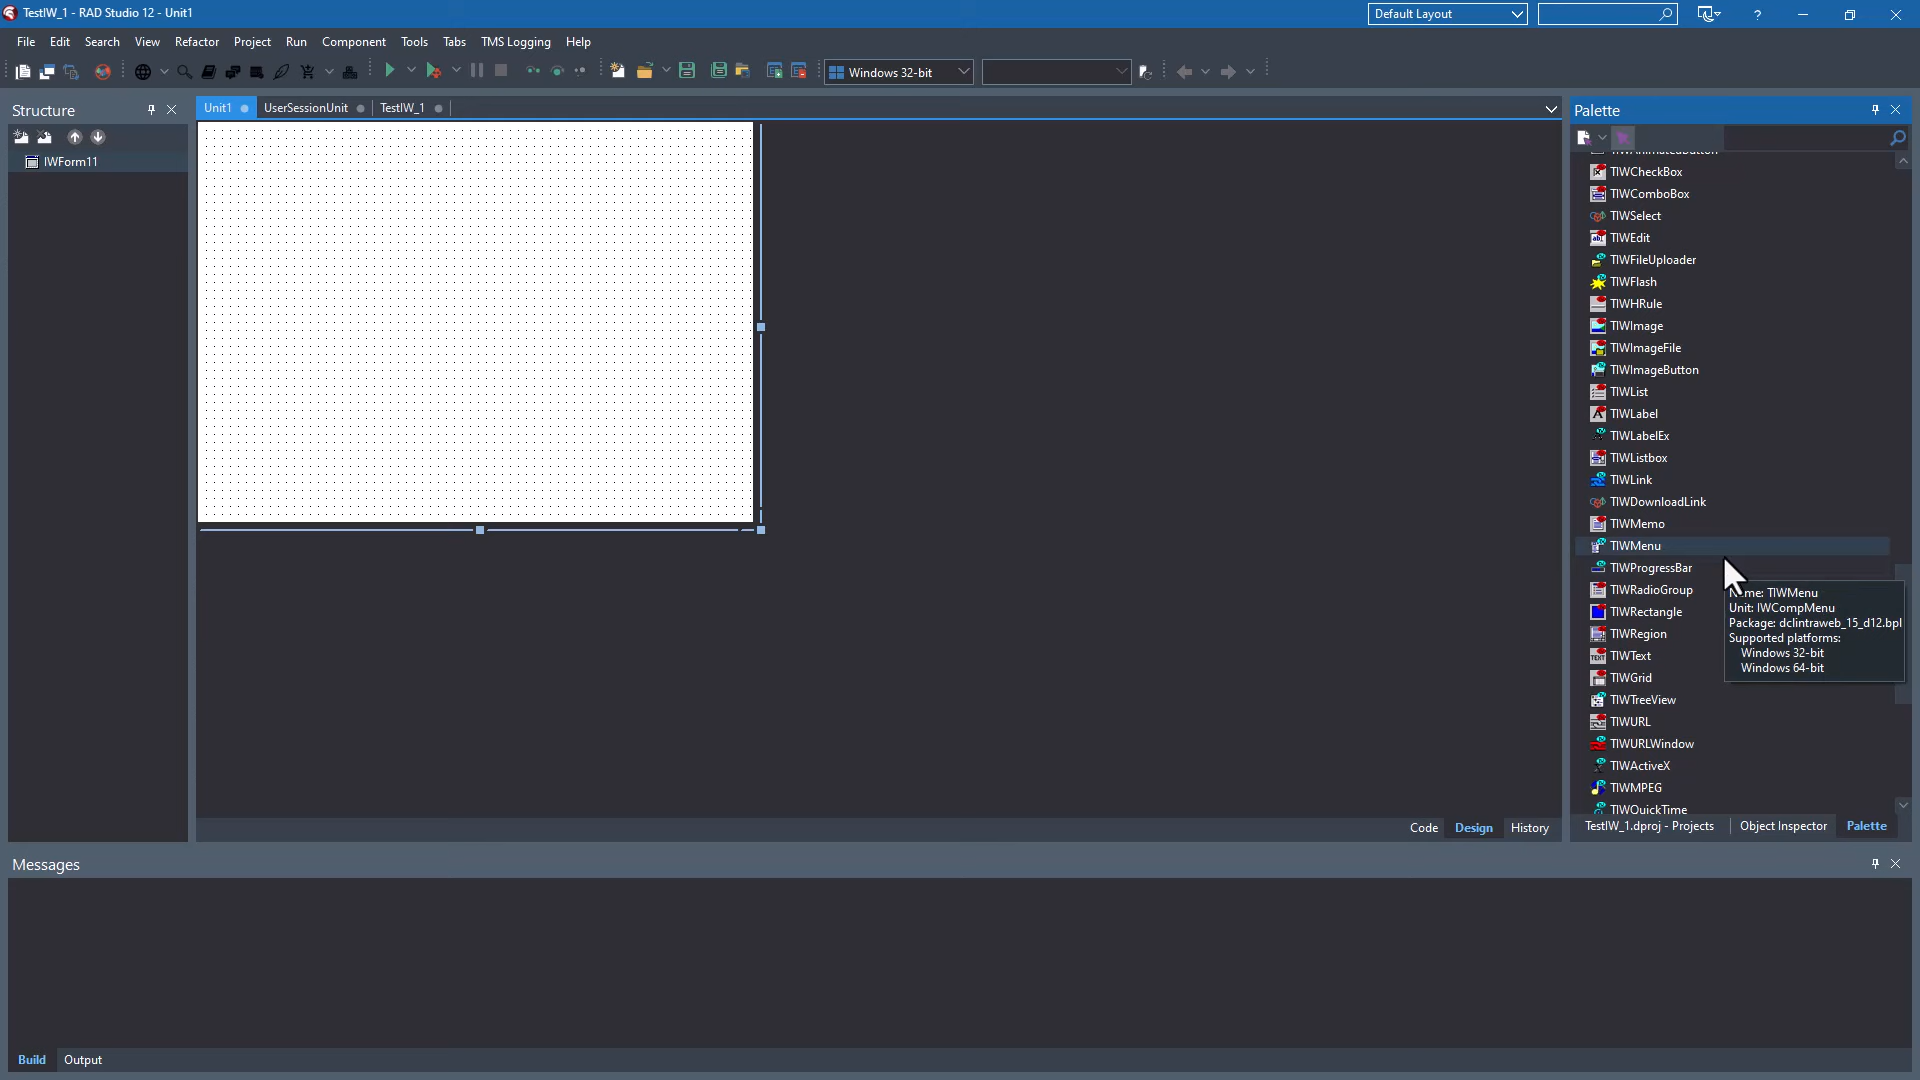 TestIW_1 - RAD Studio 12 - Unit1
Default Layout
File Edit Search View Refactor Project Run Component Tools Tabs TMS Logging Help
Windows 32-bit
Structure
IWForm11
Unit1 UserSessionUnit TestIW_1
Palette
TIWAnimatedButton
TIWCheckBox
TIWComboBox
TIWSelect
TIWEdit
TIWFileUploader
TIWFlash
TIWHRule
TIWImage
TIWImageFile
TIWImageButton
TIWList
TIWLabel
TIWLabelEx
TIWListbox
TIWLink
TIWDownloadLink
TIWMemo
TIWMenu
TIWProgressBar
TIWRadioGroup
TIWRectangle
TIWRegion
TIWText
TIWGrid
TIWTreeView
TIWURL
TIWURLWindow
TIWActiveX
TIWMPEG
TIWQuickTime
Name: TIWMenu
Unit: IWCompMenu
Package: dclintraweb_15_d12.bpl
Supported platforms:
Windows 32-bit
Windows 64-bit
Code Design History
TestIW_1.dproj - Projects Object Inspector Palette
Messages
Build Output